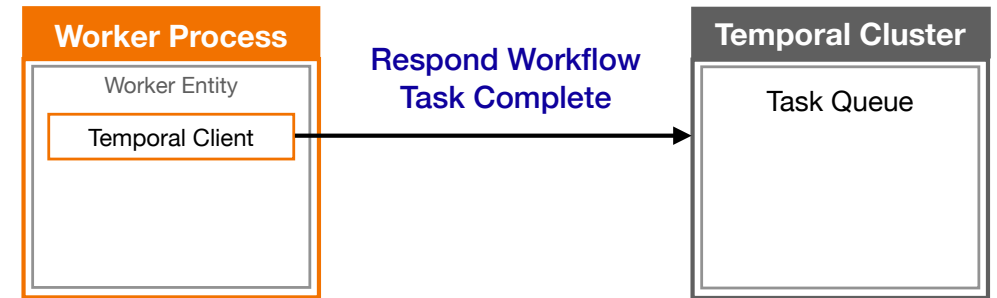 Worker Process
Worker Entity
Temporal Client
Respond Workflow
Task Complete
Temporal Cluster
Task Queue